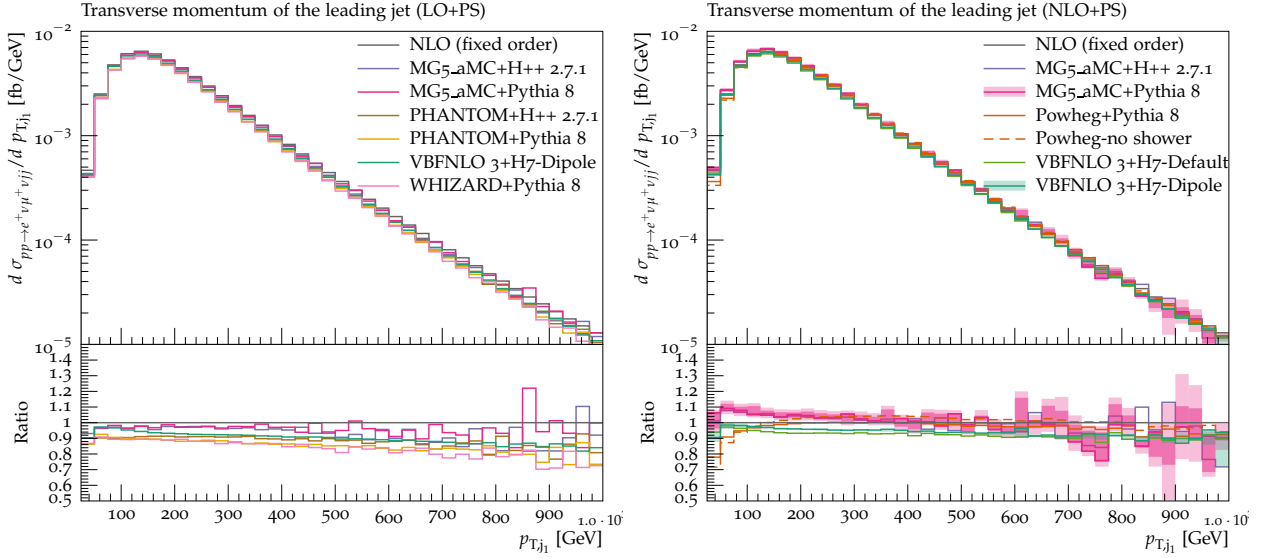 Transverse momentum of the leading jet (LO+PS)
10⁻²
10⁻³
10⁻⁴
10⁻⁵
d σ_{pp→e⁺νμ⁺νjj}/d p_{T,j₁} [fb/GeV]
NLO (fixed order)
MG5_aMC+H++ 2.7.1
MG5_aMC+Pythia 8
PHANTOM+H++ 2.7.1
PHANTOM+Pythia 8
VBFNLO 3+H7-Dipole
WHIZARD+Pythia 8
1.4
1.3
1.2
1.1
1
0.9
0.8
0.7
0.6
0.5
Ratio
100 200 300 400 500 600 700 800 900 1.0 · 10
p_{T,j₁} [GeV]
Transverse momentum of the leading jet (NLO+PS)
10⁻²
10⁻³
10⁻⁴
10⁻⁵
d σ_{pp→e⁺νμ⁺νjj}/d p_{T,j₁} [fb/GeV]
NLO (fixed order)
MG5_aMC+H++ 2.7.1
MG5_aMC+Pythia 8
Powheg+Pythia 8
Powheg-no shower
VBFNLO 3+H7-Default
VBFNLO 3+H7-Dipole
1.4
1.3
1.2
1.1
1
0.9
0.8
0.7
0.6
0.5
Ratio
100 200 300 400 500 600 700 800 900 1.0 · 10
p_{T,j₁} [GeV]